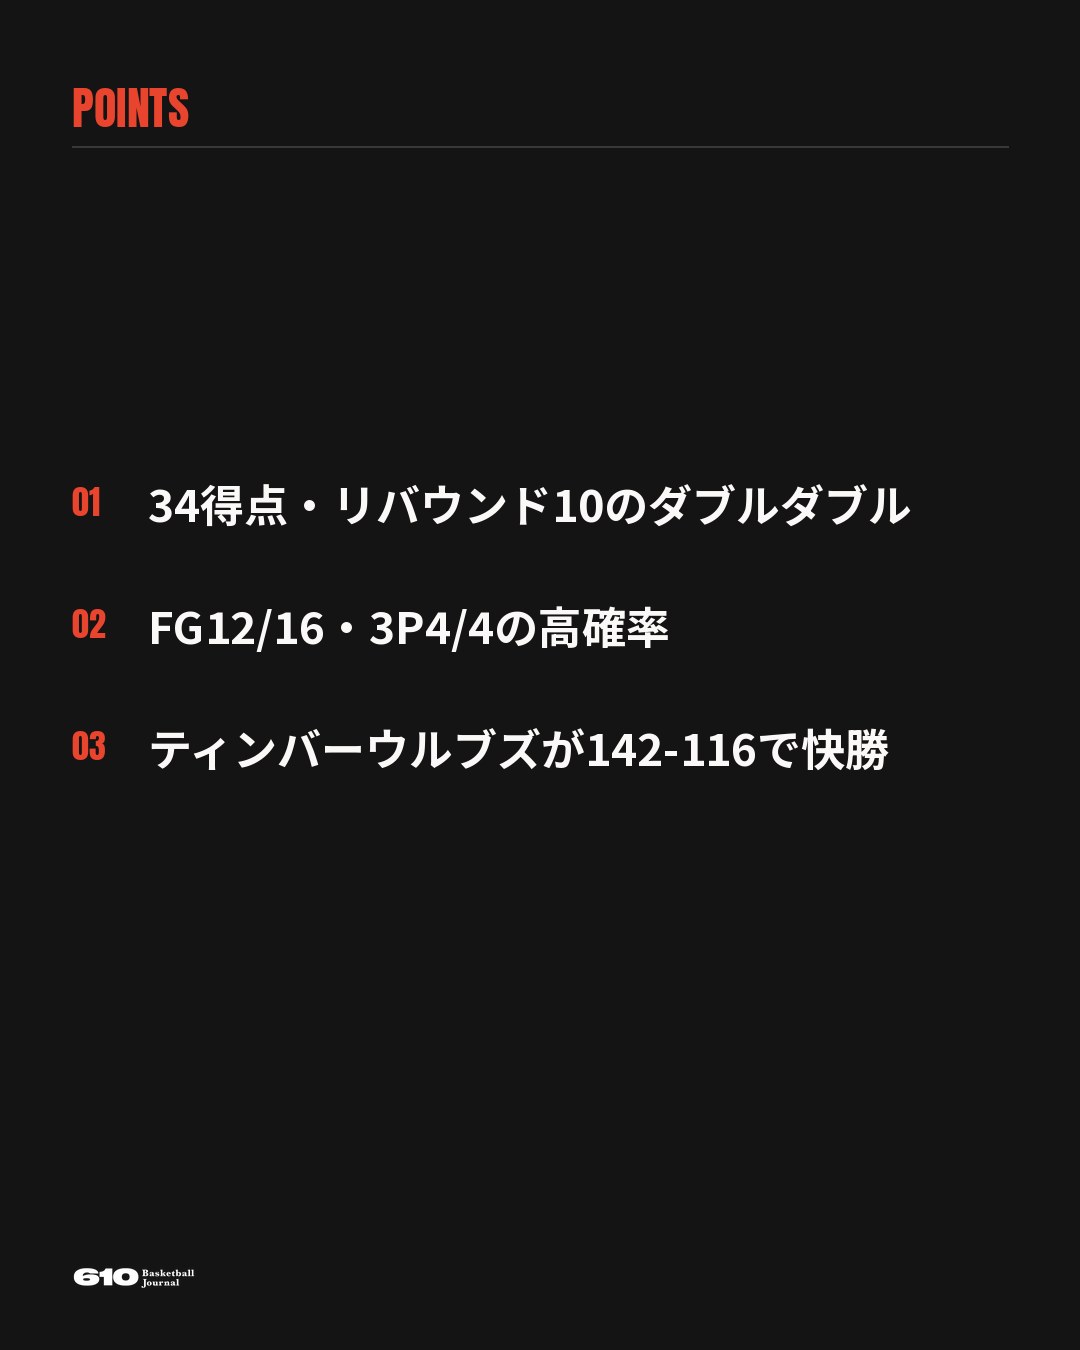 POINTS
01 34得点・リバウンド10のダブルダブル
02 FG12/16・3P4/4の高確率
03 ティンバーウルブズが142-116で快勝
610 Basketball
Journal